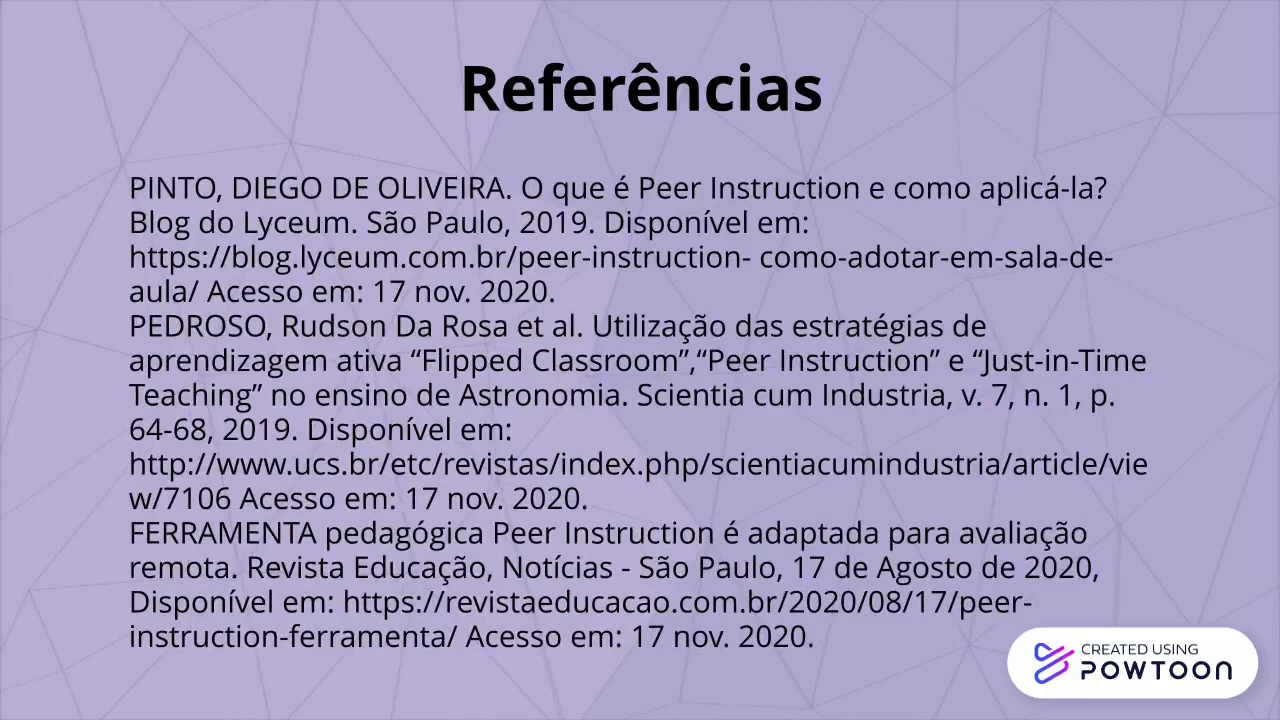 Referências
PINTO, DIEGO DE OLIVEIRA. O que é Peer Instruction e como aplicá-la?
Blog do Lyceum. São Paulo, 2019. Disponível em:
https://blog.lyceum.com.br/peer-instruction- como-adotar-em-sala-de-
aula/ Acesso em: 17 nov. 2020.
PEDROSO, Rudson Da Rosa et al. Utilização das estratégias de
aprendizagem ativa “Flipped Classroom”,“Peer Instruction” e “Just-in-Time
Teaching” no ensino de Astronomia. Scientia cum Industria, v. 7, n. 1, p.
64-68, 2019. Disponível em:
http://www.ucs.br/etc/revistas/index.php/scientiacumindustria/article/vie
w/7106 Acesso em: 17 nov. 2020.
FERRAMENTA pedagógica Peer Instruction é adaptada para avaliação
remota. Revista Educação, Notícias - São Paulo, 17 de Agosto de 2020,
Disponível em: https://revistaeducacao.com.br/2020/08/17/peer-
instruction-ferramenta/ Acesso em: 17 nov. 2020.
CREATED USING
POWTOON